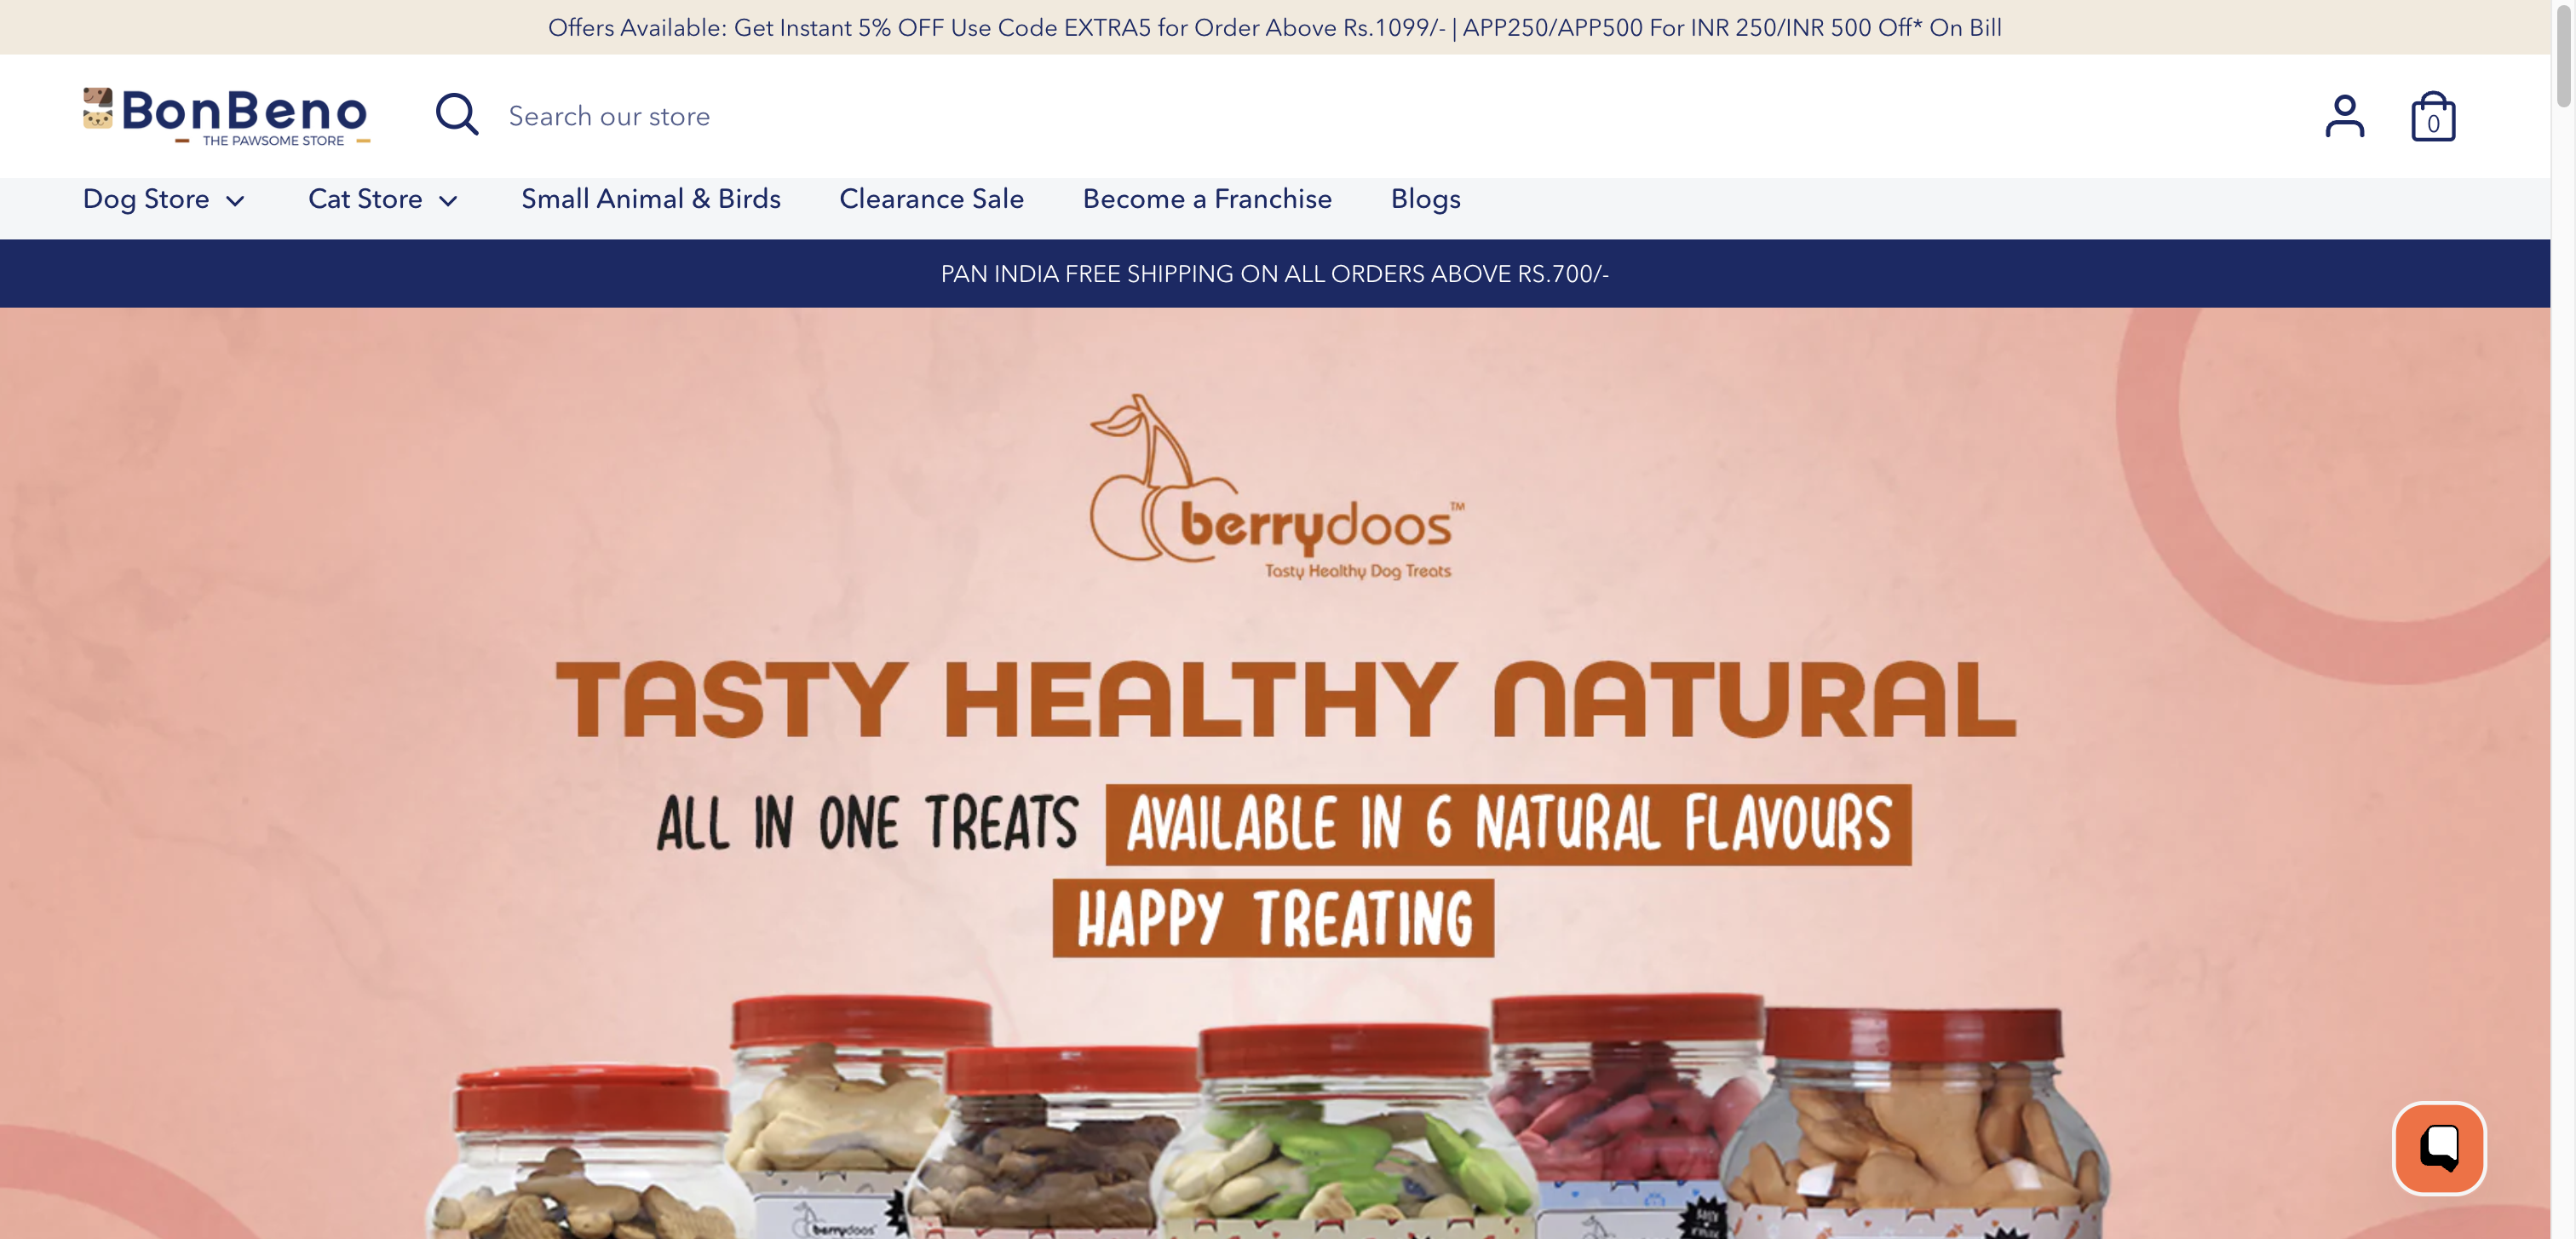 Offers Available: Get Instant 5% OFF Use Code EXTRA5 for Order Above Rs.1099/- | APP250/APP500 For INR 250/INR 500 Off* On Bill
BonBeno
THE PAWSOME STORE
Search our store
0
Dog Store
Cat Store
Small Animal & Birds
Clearance Sale
Become a Franchise
Blogs
PAN INDIA FREE SHIPPING ON ALL ORDERS ABOVE RS.700/-
berrydoos™
Tasty Healthy Dog Treats
TASTY HEALTHY NATURAL
ALL IN ONE TREATS AVAILABLE IN 6 NATURAL FLAVOURS
HAPPY TREATING
berrydoos